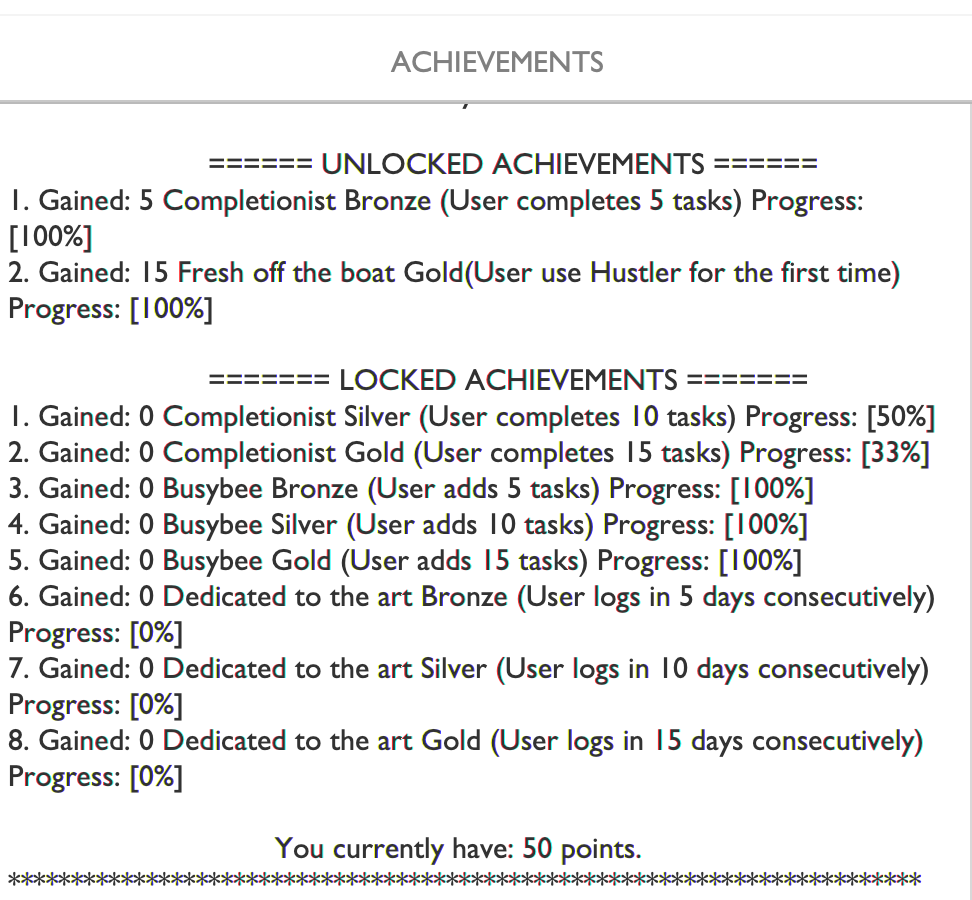 ACHIEVEMENTS
====== UNLOCKED ACHIEVEMENTS ======
1. Gained: 5 Completionist Bronze (User completes 5 tasks) Progress:
[100%]
2. Gained: 15 Fresh off the boat Gold(User use Hustler for the first time)
Progress: [100%]
======= LOCKED ACHIEVEMENTS =======
1. Gained: 0 Completionist Silver (User completes 10 tasks) Progress: [50%]
2. Gained: 0 Completionist Gold (User completes 15 tasks) Progress: [33%]
3. Gained: 0 Busybee Bronze (User adds 5 tasks) Progress: [100%]
4. Gained: 0 Busybee Silver (User adds 10 tasks) Progress: [100%]
5. Gained: 0 Busybee Gold (User adds 15 tasks) Progress: [100%]
6. Gained: 0 Dedicated to the art Bronze (User logs in 5 days consecutively)
Progress: [0%]
7. Gained: 0 Dedicated to the art Silver (User logs in 10 days consecutively)
Progress: [0%]
8. Gained: 0 Dedicated to the art Gold (User logs in 15 days consecutively)
Progress: [0%]
You currently have: 50 points.
************************************************************************